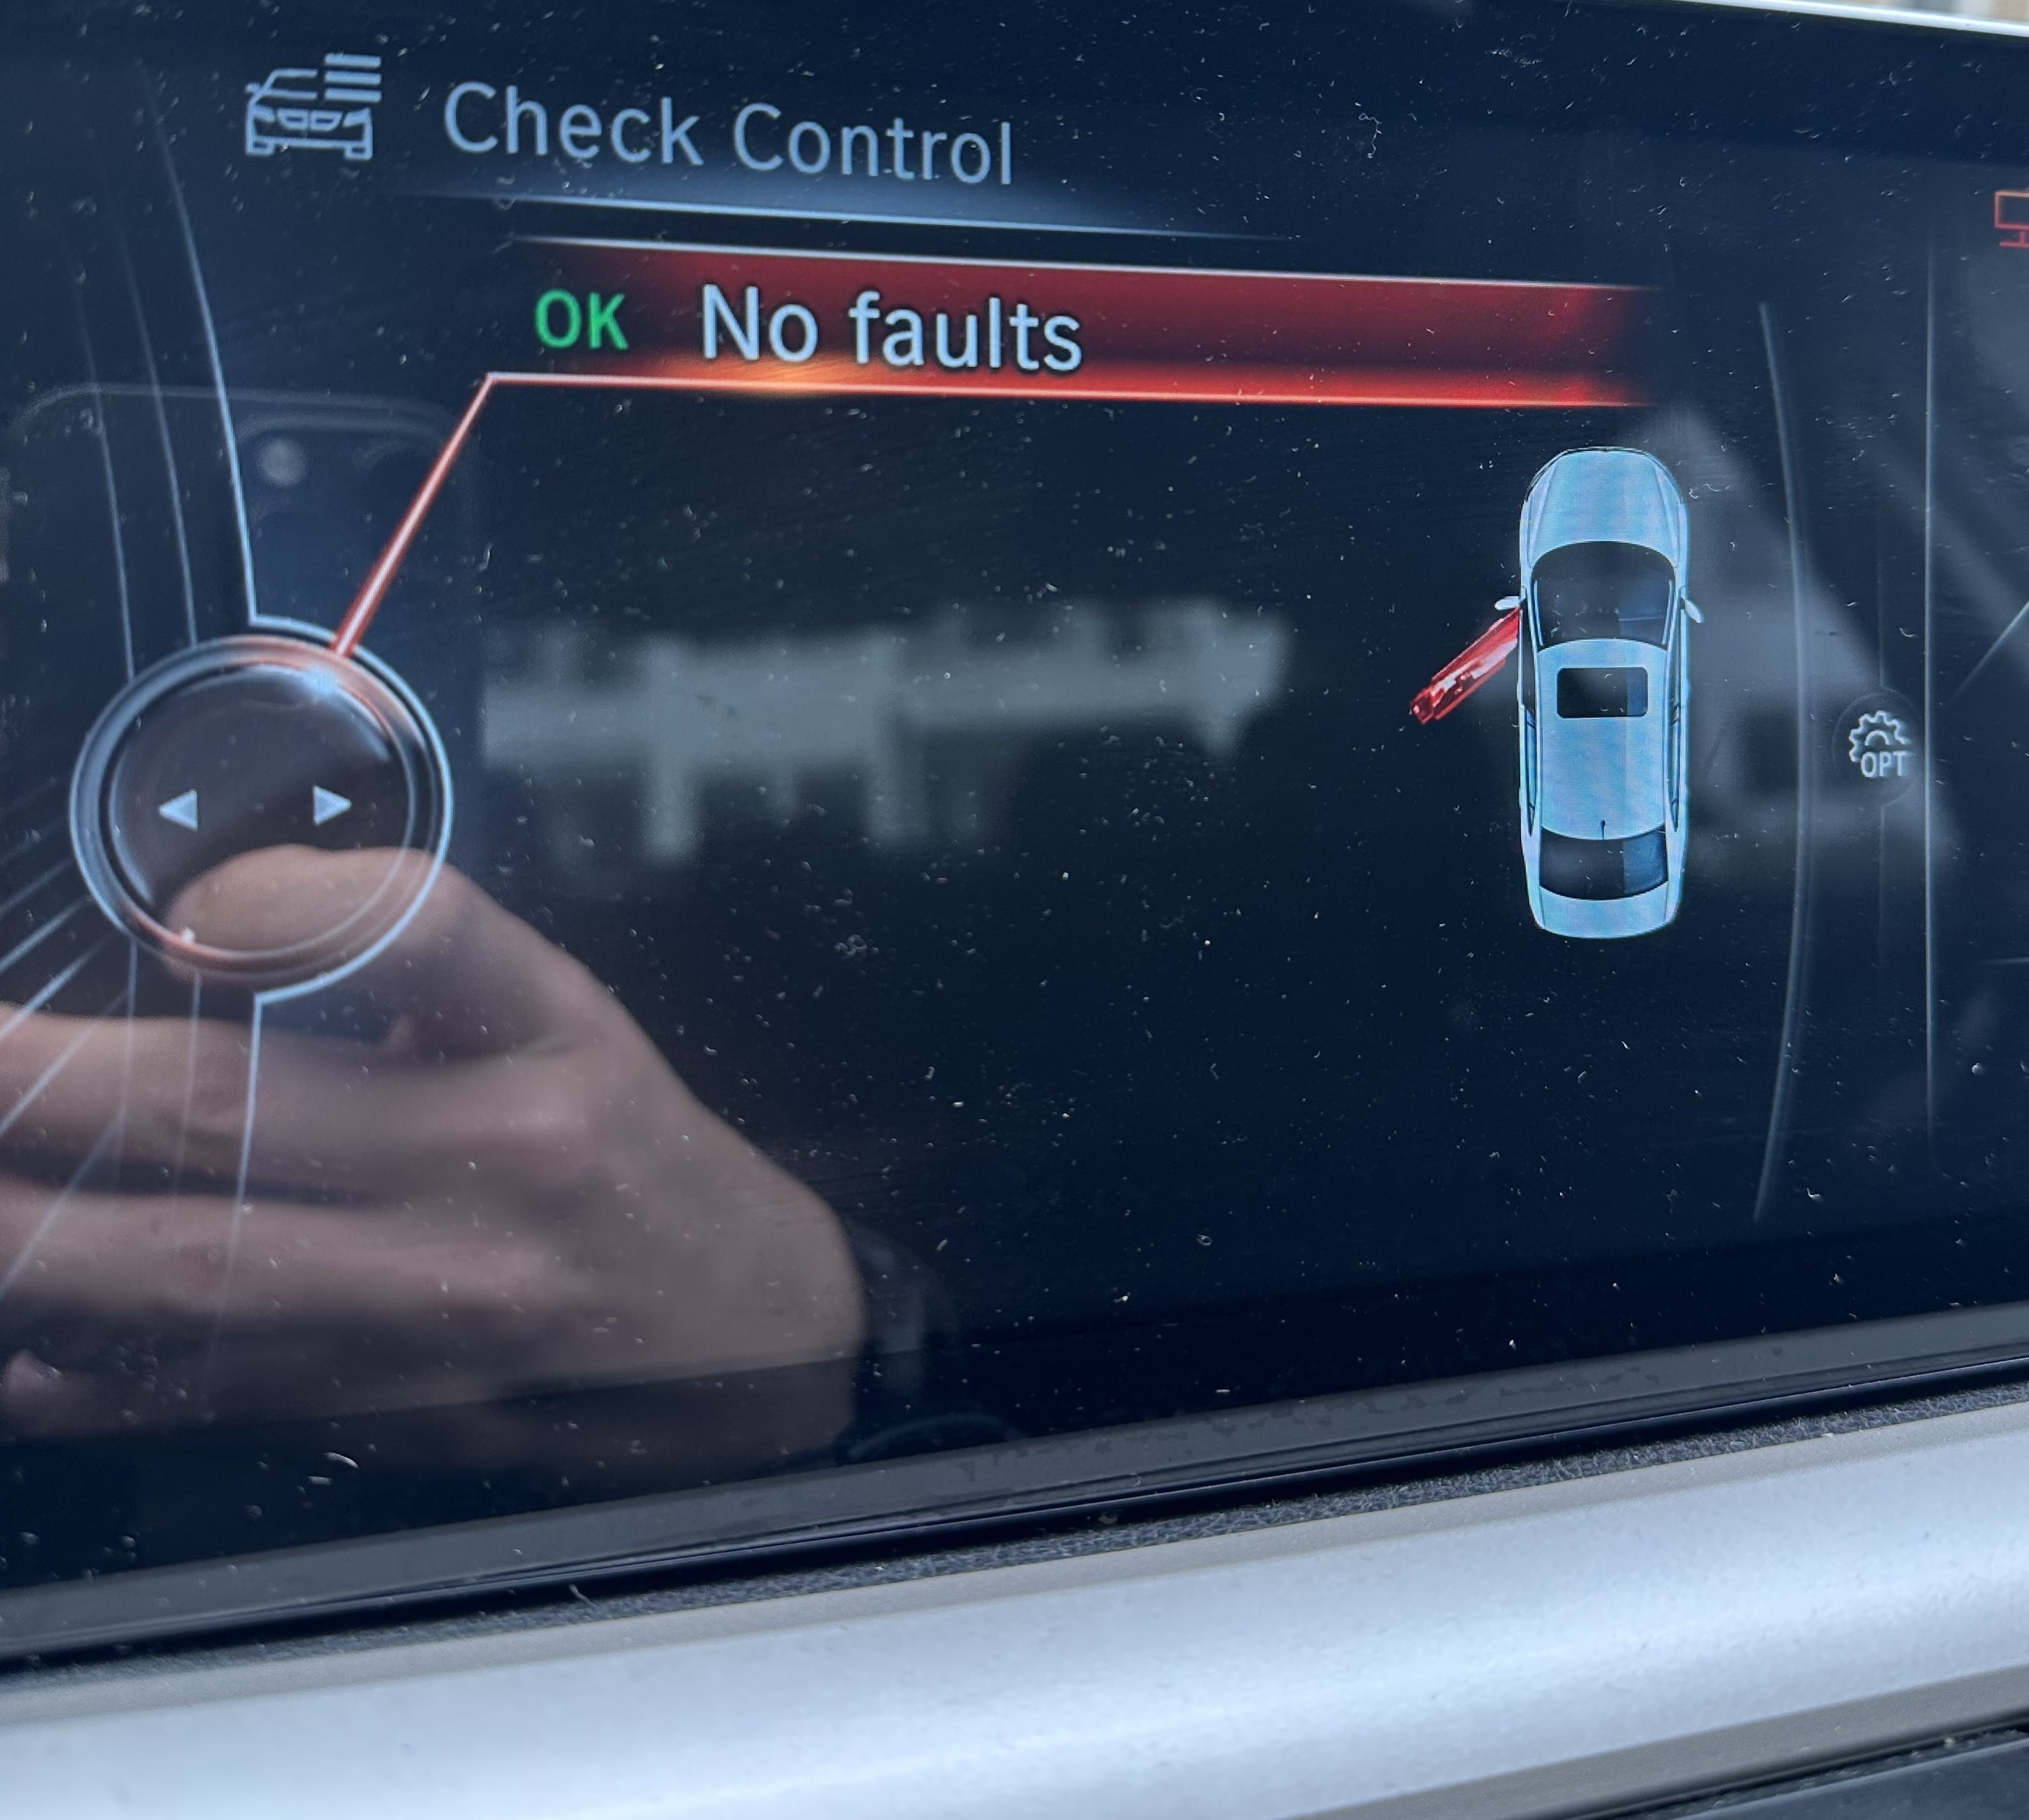 Check Control
OK No faults
OPT